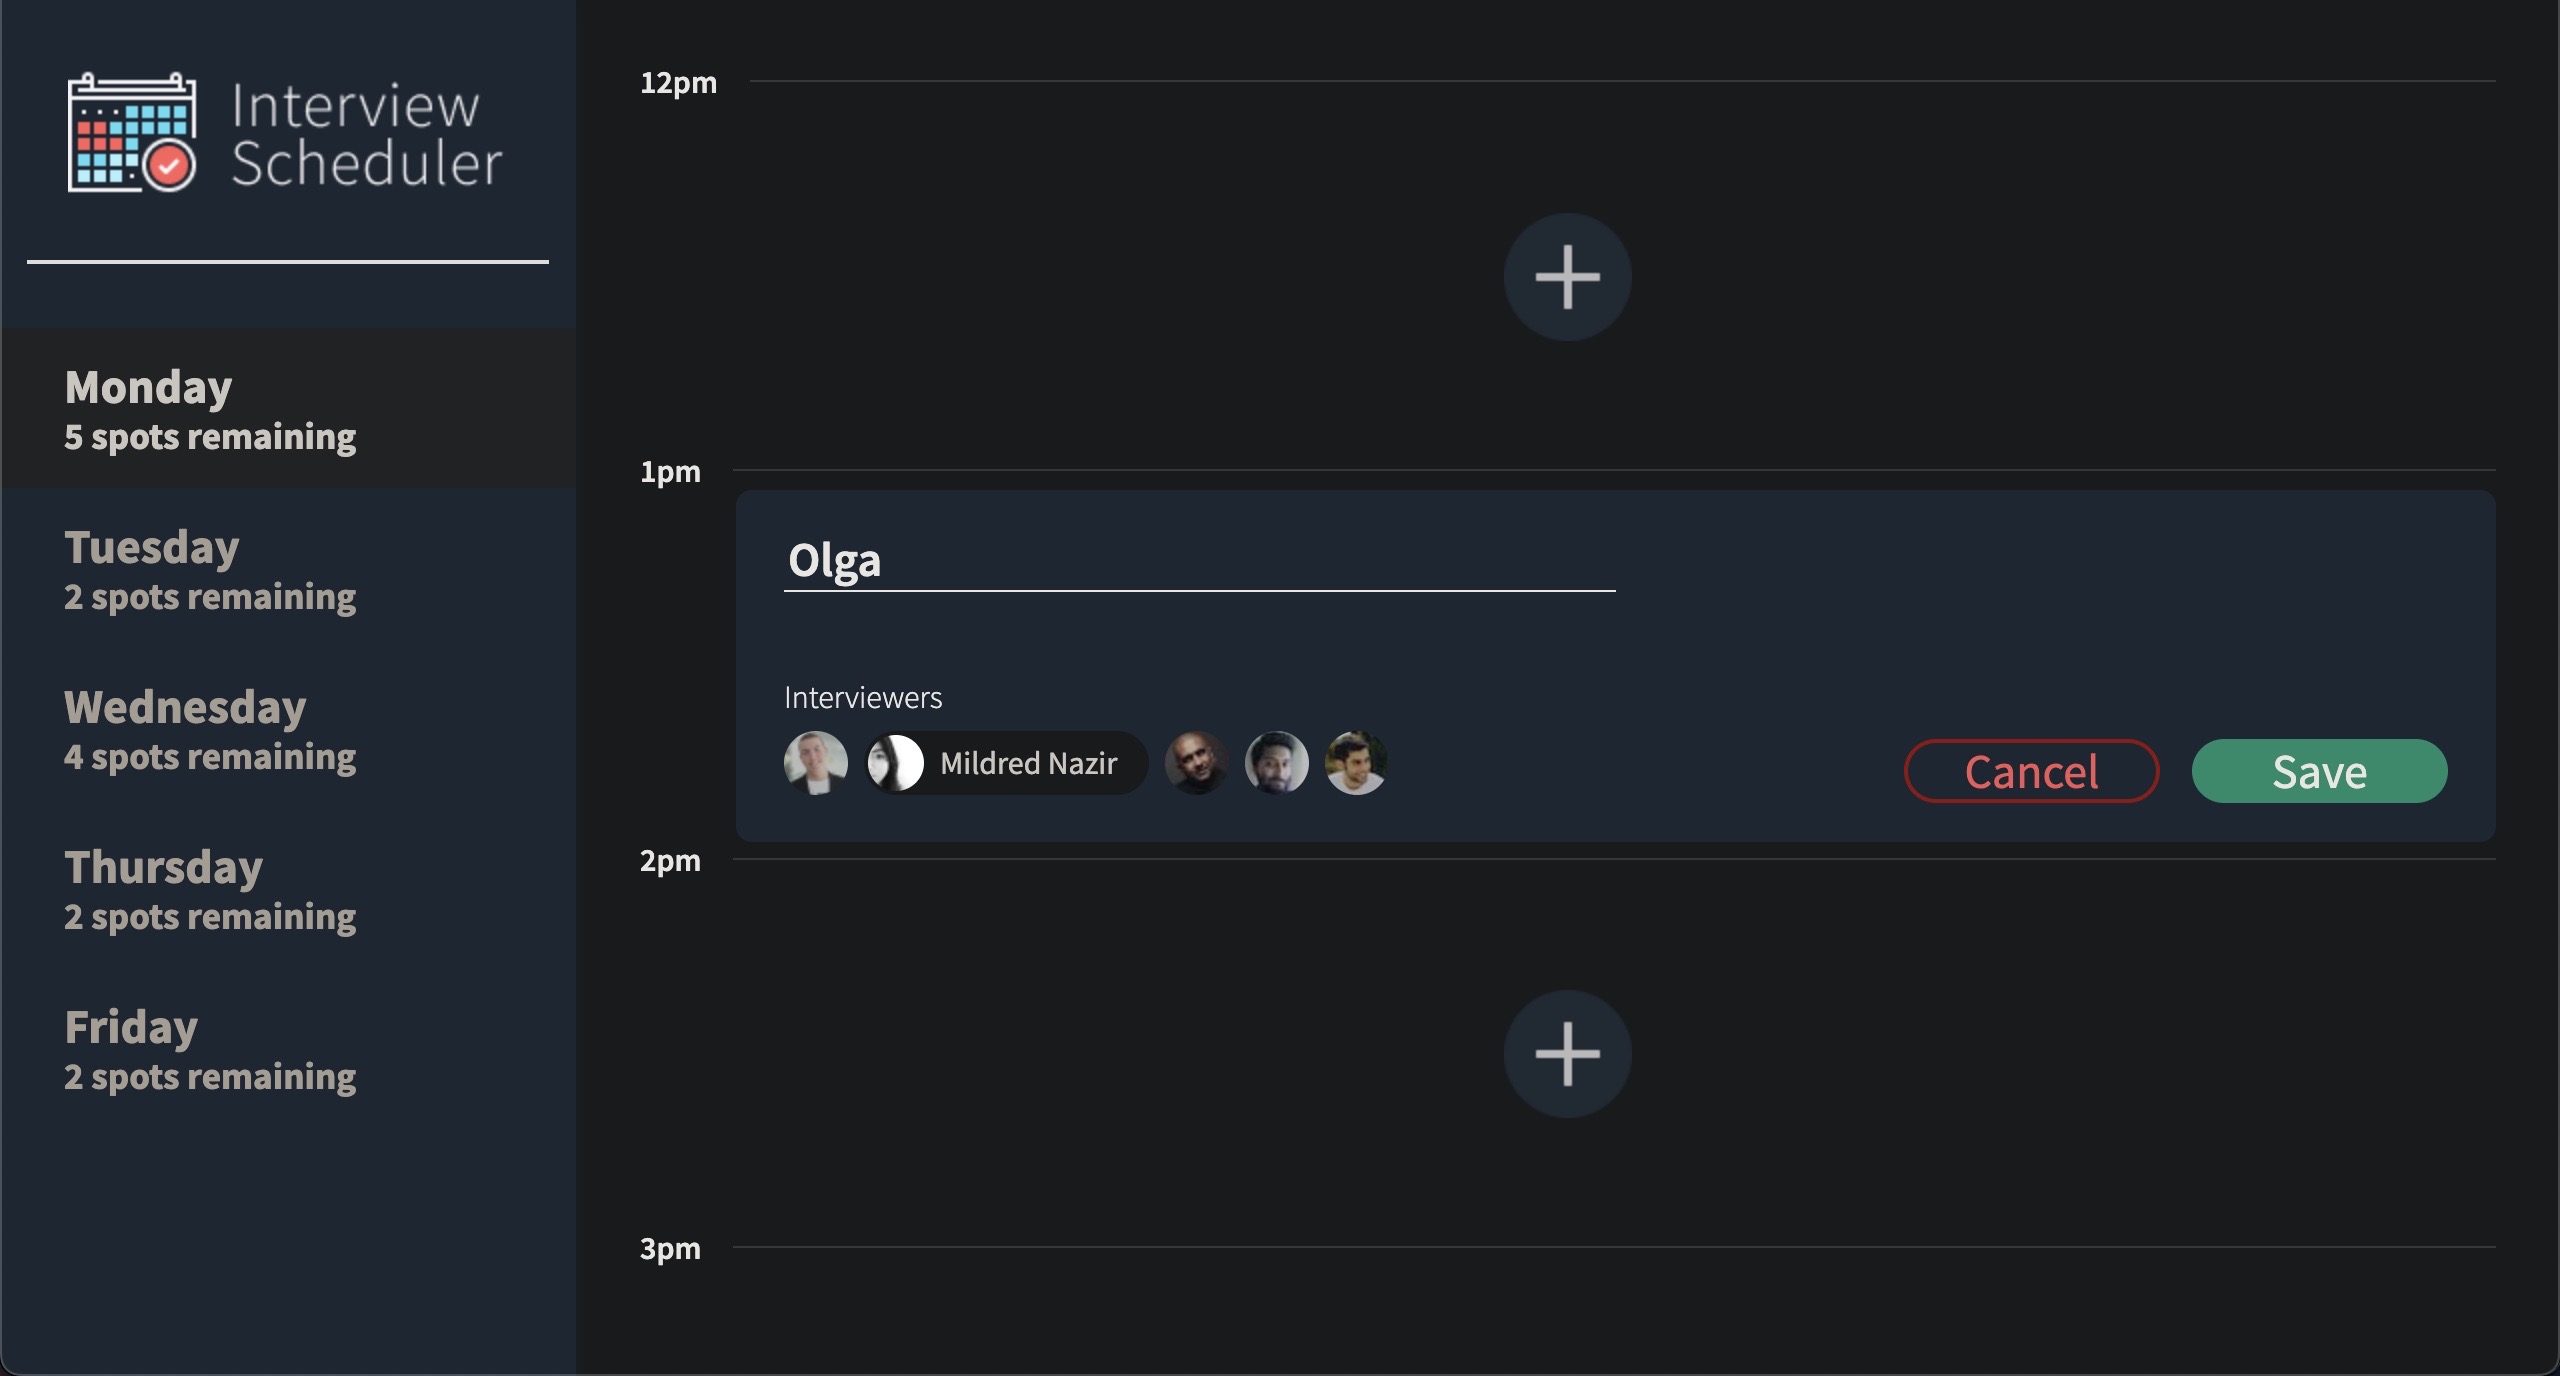 Interview
Scheduler
Monday
5 spots remaining
Tuesday
2 spots remaining
Wednesday
4 spots remaining
Thursday
2 spots remaining
Friday
2 spots remaining
12pm
1pm
Olga
Interviewers
Mildred Nazir
Cancel
Save
2pm
3pm